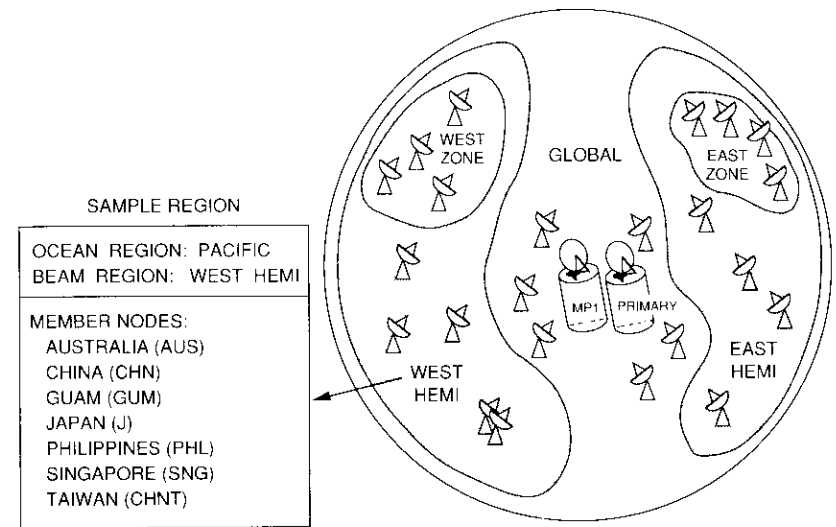 SAMPLE REGION
OCEAN REGION: PACIFIC
BEAM REGION: WEST HEMI
MEMBER NODES:
AUSTRALIA (AUS)
CHINA (CHN)
GUAM (GUM)
JAPAN (J)
PHILIPPINES (PHL)
SINGAPORE (SNG)
TAIWAN (CHNT)
WEST
ZONE
GLOBAL
EAST
ZONE
MP1
PRIMARY
WEST
HEMI
EAST
HEMI